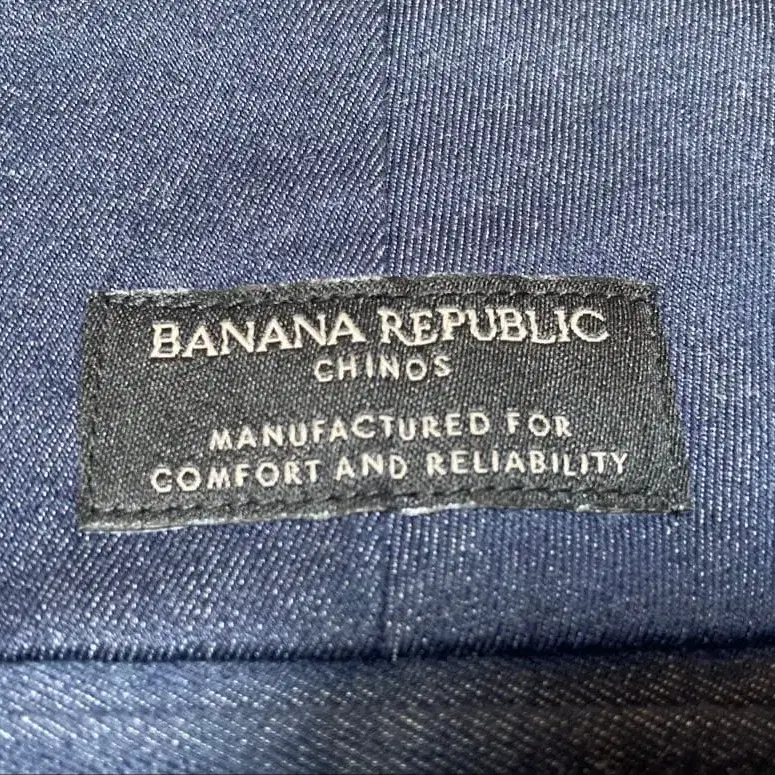 BANANA REPUBLIC
CHINOS
MANUFACTURED FOR
COMFORT AND RELIABILITY